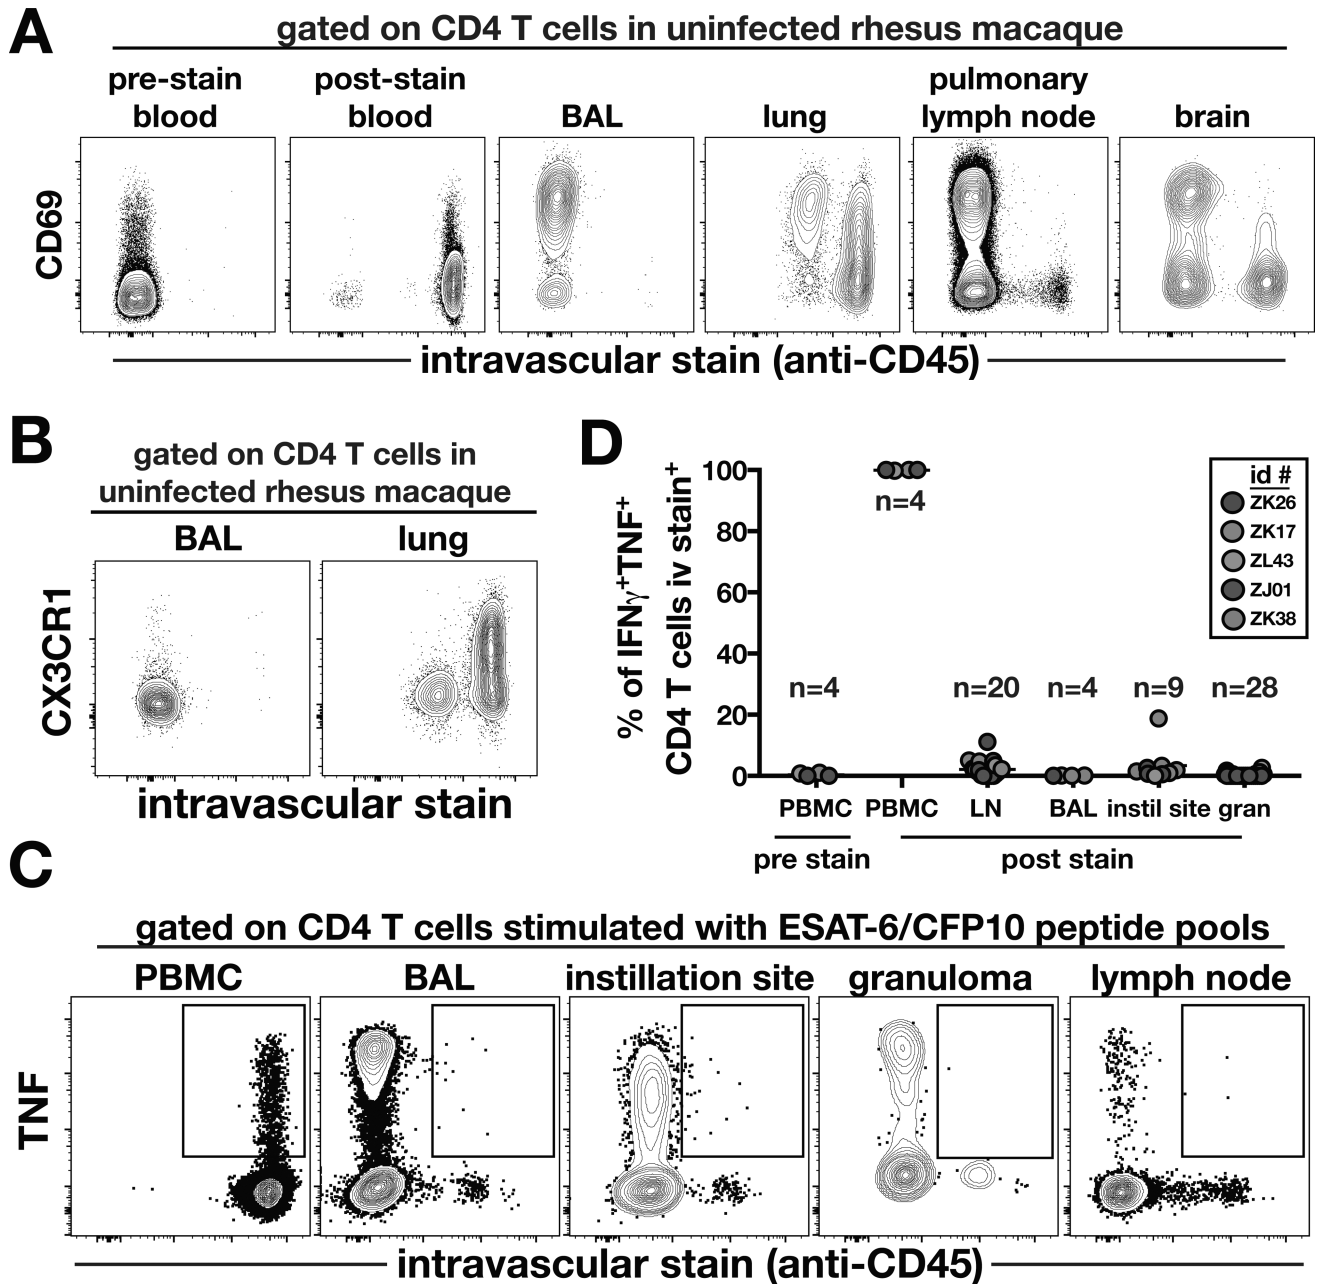 A
gated on CD4 T cells in uninfected rhesus macaque
pre-stain
blood
post-stain
blood
BAL
lung
pulmonary
lymph node
brain
CD69
intravascular stain (anti-CD45)
B
gated on CD4 T cells in
uninfected rhesus macaque
BAL
lung
CX3CR1
intravascular stain
D
% of IFNγ+TNF+
CD4 T cells iv stain+
100
80
60
40
20
0
n=4
n=4
n=20
n=4
n=9
n=28
id #
ZK26
ZK17
ZL43
ZJ01
ZK38
PBMC
PBMC
LN
BAL
instil site
gran
pre stain
post stain
C
gated on CD4 T cells stimulated with ESAT-6/CFP10 peptide pools
PBMC
BAL
instillation site
granuloma
lymph node
TNF
intravascular stain (anti-CD45)